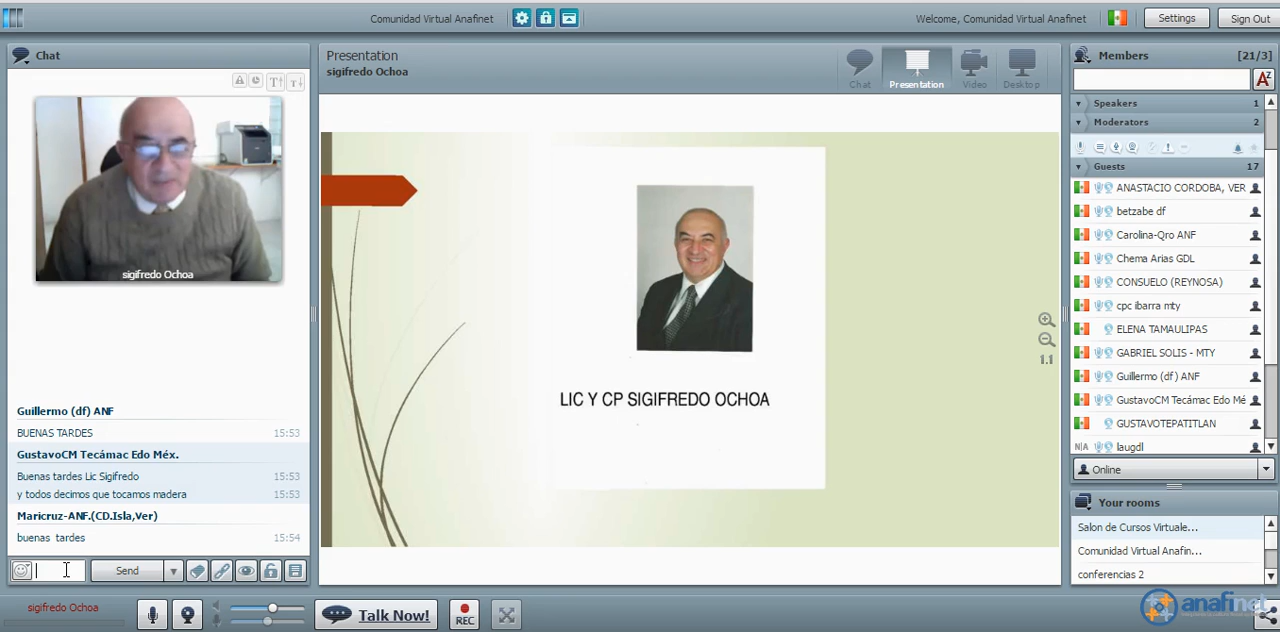 Comunidad Virtual Anafinet
Welcome, Comunidad Virtual Anafinet
Settings
Sign Out
Chat
sigifredo Ochoa
Guillermo (df) ANF
BUENAS TARDES 15:53
GustavoCM Tecámac Edo Méx.
Buenas tardes Lic Sigifredo 15:53
y todos decimos que tocamos madera 15:53
Maricruz-ANF.(CD.Isla,Ver)
buenas tardes 15:54
Send
Presentation
sigifredo Ochoa
Chat
Presentation
Video
Desktop
LIC Y CP SIGIFREDO OCHOA
1.1
Members [21/3]
Speakers 1
Moderators 2
Guests 17
ANASTACIO CORDOBA, VER
betzabe df
Carolina-Qro ANF
Chema Arias GDL
CONSUELO (REYNOSA)
cpc ibarra mty
ELENA TAMAULIPAS
GABRIEL SOLIS - MTY
Guillermo (df) ANF
GustavoCM Tecámac Edo Mé
GUSTAVOTEPATITLAN
N/A laugdl
Online
Your rooms
Salon de Cursos Virtuale...
Comunidad Virtual Anafin...
conferencias 2
sigifredo Ochoa
Talk Now!
REC
anafinet